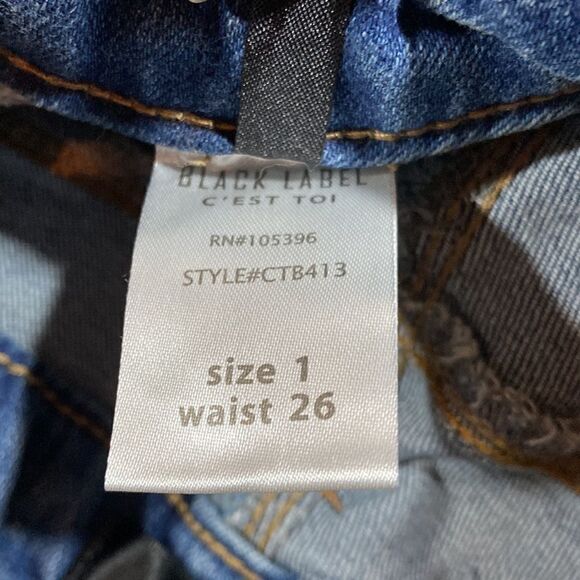 BLACK LABEL
C'EST TOI
RN#105396
STYLE#CTB413
size 1
waist 26